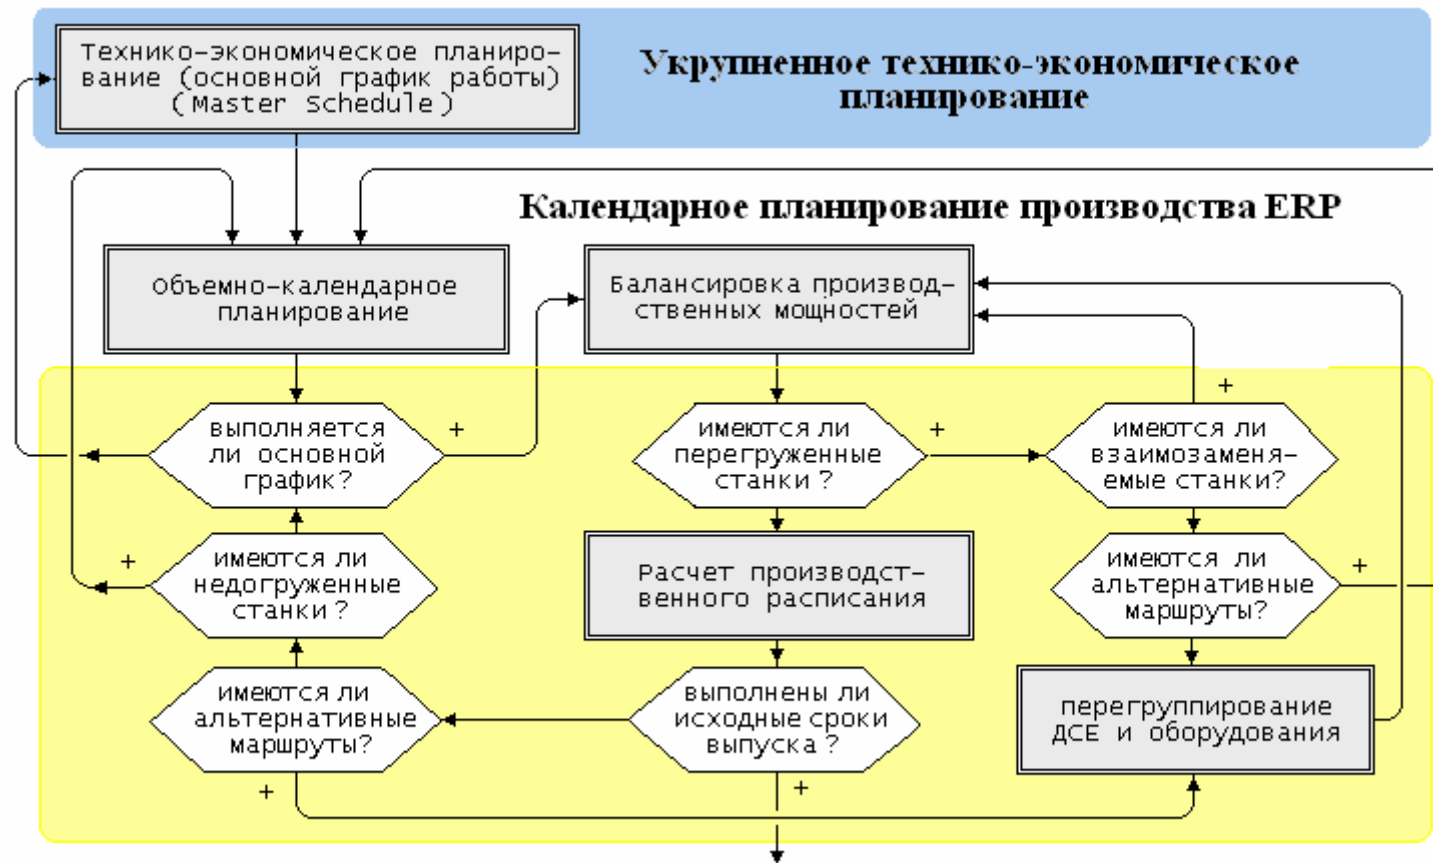 Технико-экономическое планиро-
вание (основной график работы)
(Master Schedule)
Укрупненное технико-экономическое
планирование
Календарное планирование производства ERP
Объемно-календарное
планирование
Балансировка производ-
ственных мощностей
выполняется
ли основной
график?
+
имеются ли
перегруженные
станки?
+
имеются ли
взаимозаменя-
емые станки?
+
имеются ли
недогруженные
станки?
+
Расчет производст-
венного расписания
имеются ли
альтернативные
маршруты?
+
имеются ли
альтернативные
маршруты?
+
выполнены ли
исходные сроки
выпуска?
+
перегруппирование
ДСЕ и оборудования